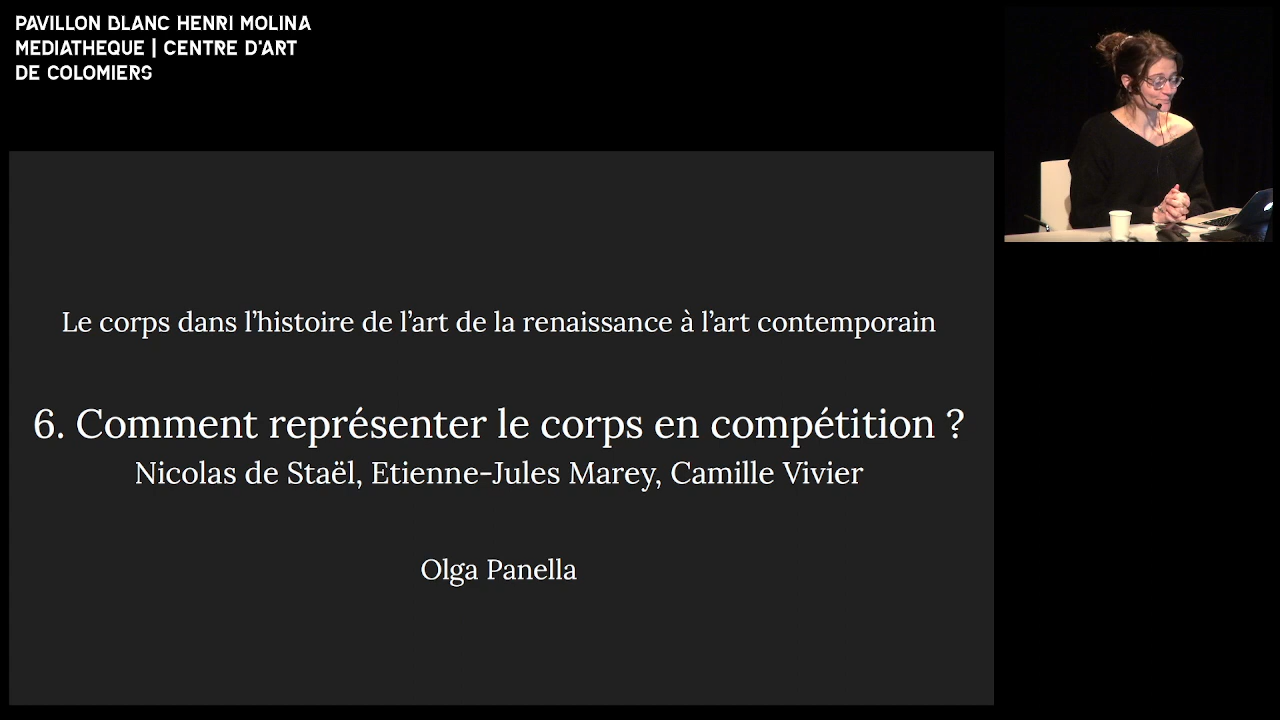 PAVILLON BLANC HENRI MOLINA
MEDIATHEQUE | CENTRE D'ART
DE COLOMIERS
Le corps dans l’histoire de l’art de la renaissance à l’art contemporain
6. Comment représenter le corps en compétition ?
Nicolas de Staël, Etienne-Jules Marey, Camille Vivier
Olga Panella